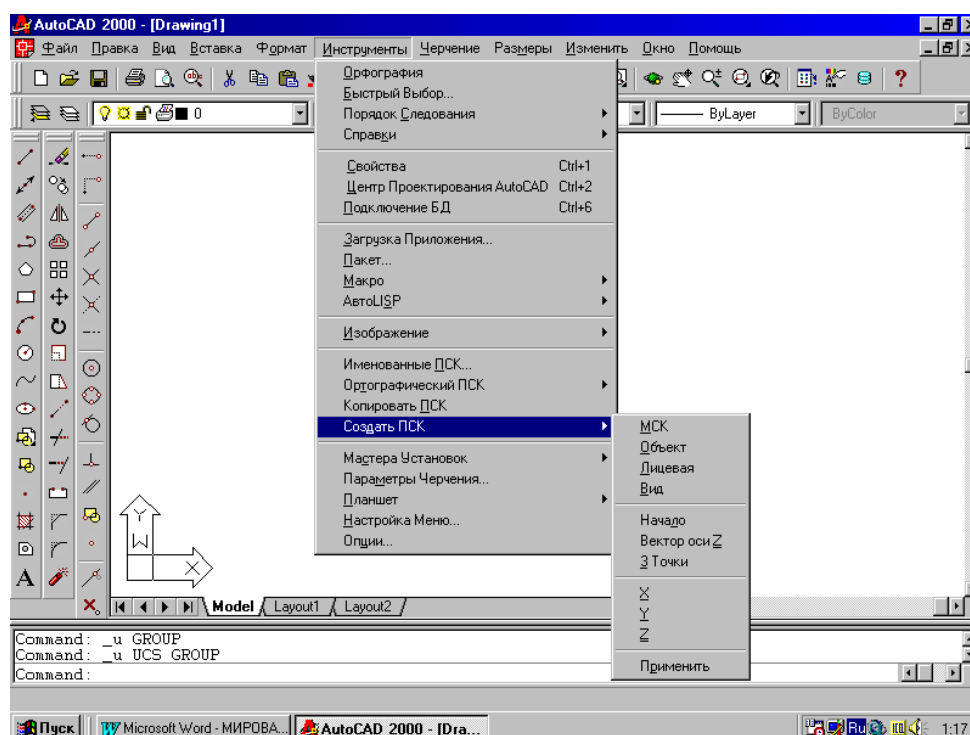 AutoCAD 2000 - [Drawing1]
Файл Правка Вид Вставка Формат Инструменты Черчение Размеры Изменить Окно Помощь
0
ByLayer
ByColor
Орфография
Быстрый Выбор...
Порядок Следования
Справки
Свойства Ctrl+1
Центр Проектирования AutoCAD Ctrl+2
Подключение БД Ctrl+6
Загрузка Приложения...
Пакет...
Макро
АвтоLISP
Изображение
Именованные ПСК...
Ортографический ПСК
Копировать ПСК
Создать ПСК
Мастера Установок
Параметры Черчения...
Планшет
Настройка Меню...
Опции...
МСК
Объект
Лицевая
Вид
Начало
Вектор оси Z
3 Точки
X
Y
Z
Применить
Y
W
X
A
Model Layout1 Layout2
Command: _u GROUP
Command: _u UCS GROUP
Command:
Пуск
Microsoft Word - МИРОВА...
AutoCAD 2000 - [Dra...
Ru
1:17